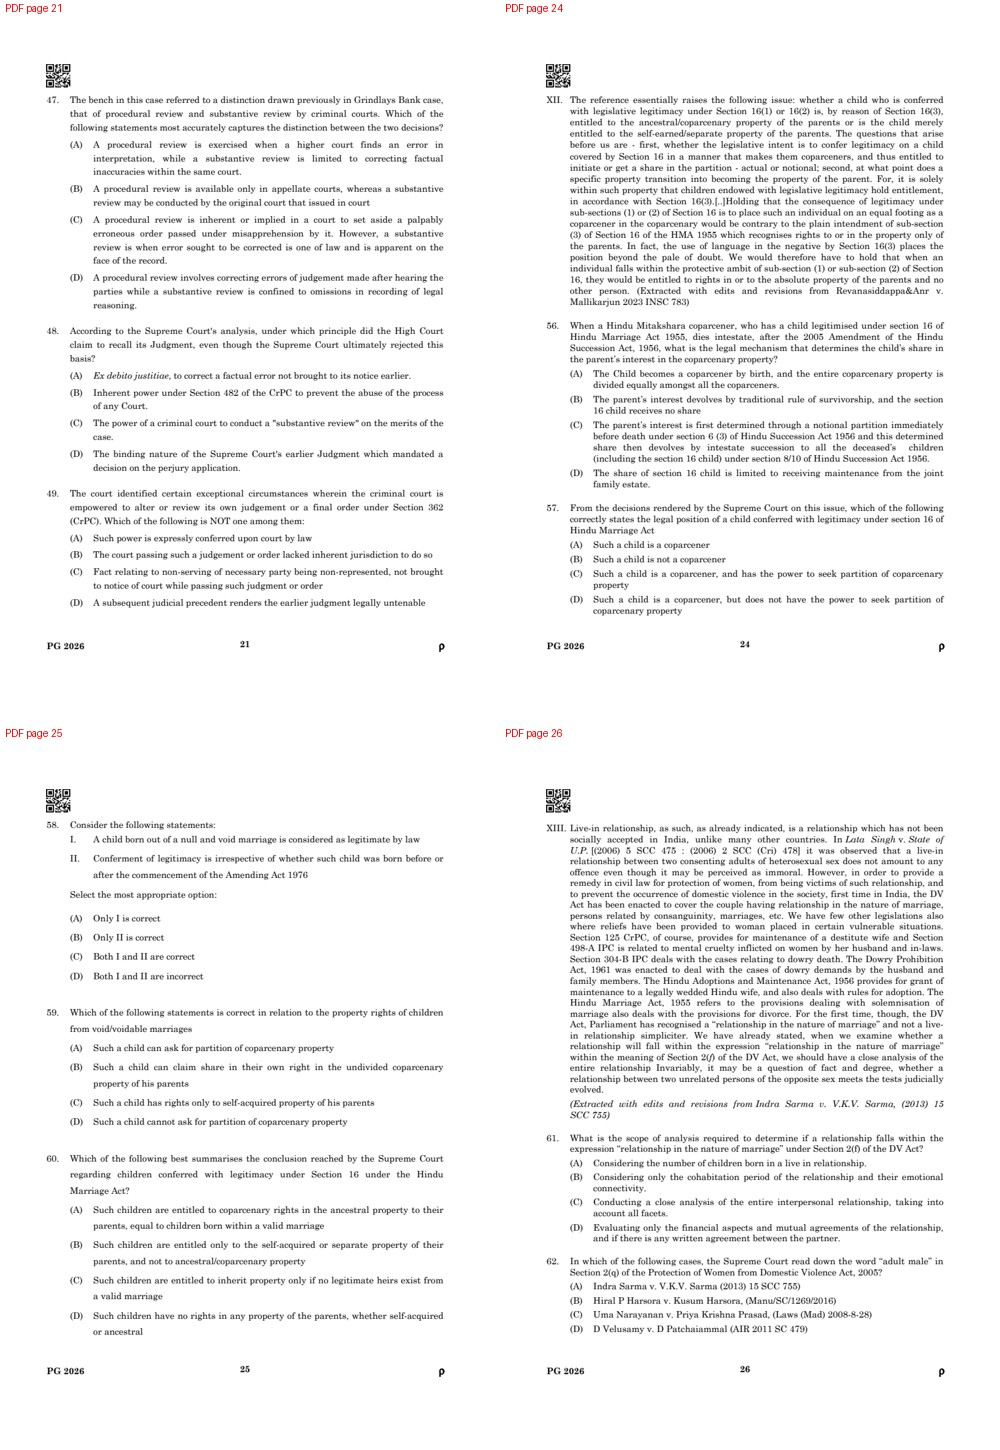 PDF page 21
47. The bench in this case referred to a distinction drawn previously in Grindlays Bank case,
that of procedural review and substantive review by criminal courts. Which of the
following statements most accurately captures the distinction between the two decisions?
(A) A procedural review is exercised when a higher court finds an error in
interpretation, while a substantive review is limited to correcting factual
inaccuracies within the same court.
(B) A procedural review is available only in appellate courts, whereas a substantive
review may be conducted by the original court that issued in court
(C) A procedural review is inherent or implied in a court to set aside a palpably
erroneous order passed under misapprehension by it. However, a substantive
review is when error sought to be corrected is one of law and is apparent on the
face of the record.
(D) A procedural review involves correcting errors of judgement made after hearing the
parties while a substantive review is confined to omissions in recording of legal
reasoning.
48. According to the Supreme Court's analysis, under which principle did the High Court
claim to recall its Judgment, even though the Supreme Court ultimately rejected this
basis?
(A) Ex debito justitiae, to correct a factual error not brought to its notice earlier.
(B) Inherent power under Section 482 of the CrPC to prevent the abuse of the process
of any Court.
(C) The power of a criminal court to conduct a "substantive review" on the merits of the
case.
(D) The binding nature of the Supreme Court's earlier Judgment which mandated a
decision on the perjury application.
49. The court identified certain exceptional circumstances wherein the criminal court is
empowered to alter or review its own judgement or a final order under Section 362
(CrPC). Which of the following is NOT one among them:
(A) Such power is expressly conferred upon court by law
(B) The court passing such a judgement or order lacked inherent jurisdiction to do so
(C) Fact relating to non-serving of necessary party being non-represented, not brought
to notice of court while passing such judgment or order
(D) A subsequent judicial precedent renders the earlier judgment legally untenable
PG 2026 21 ρ
PDF page 24
XII. The reference essentially raises the following issue: whether a child who is conferred
with legislative legitimacy under Section 16(1) or 16(2) is, by reason of Section 16(3),
entitled to the ancestral/coparcenary property of the parents or is the child merely
entitled to the self-earned/separate property of the parents. The questions that arise
before us are - first, whether the legislative intent is to confer legitimacy on a child
covered by Section 16 in a manner that makes them coparceners, and thus entitled to
initiate or get a share in the partition - actual or notional; second, at what point does a
specific property transition into becoming the property of the parent. For, it is solely
within such property that children endowed with legislative legitimacy hold entitlement,
in accordance with Section 16(3).[..]Holding that the consequence of legitimacy under
sub-sections (1) or (2) of Section 16 is to place such an individual on an equal footing as a
coparcener in the coparcenary would be contrary to the plain intendment of sub-section
(3) of Section 16 of the HMA 1955 which recognises rights to or in the property only of
the parents. In fact, the use of language in the negative by Section 16(3) places the
position beyond the pale of doubt. We would therefore have to hold that when an
individual falls within the protective ambit of sub-section (1) or sub-section (2) of Section
16, they would be entitled to rights in or to the absolute property of the parents and no
other person. (Extracted with edits and revisions from Revanasiddappa&Anr v.
Mallikarjun 2023 INSC 783)
56. When a Hindu Mitakshara coparcener, who has a child legitimised under section 16 of
Hindu Marriage Act 1955, dies intestate, after the 2005 Amendment of the Hindu
Succession Act, 1956, what is the legal mechanism that determines the child's share in
the parent's interest in the coparcenary property?
(A) The Child becomes a coparcener by birth, and the entire coparcenary property is
divided equally amongst all the coparceners.
(B) The parent's interest devolves by traditional rule of survivorship, and the section
16 child receives no share
(C) The parent's interest is first determined through a notional partition immediately
before death under section 6 (3) of Hindu Succession Act 1956 and this determined
share then devolves by intestate succession to all the deceased's children
(including the section 16 child) under section 8/10 of Hindu Succession Act 1956.
(D) The share of section 16 child is limited to receiving maintenance from the joint
family estate.
57. From the decisions rendered by the Supreme Court on this issue, which of the following
correctly states the legal position of a child conferred with legitimacy under section 16 of
Hindu Marriage Act
(A) Such a child is a coparcener
(B) Such a child is not a coparcener
(C) Such a child is a coparcener, and has the power to seek partition of coparcenary
property
(D) Such a child is a coparcener, but does not have the power to seek partition of
coparcenary property
PG 2026 24 ρ
PDF page 25
58. Consider the following statements:
I. A child born out of a null and void marriage is considered as legitimate by law
II. Conferment of legitimacy is irrespective of whether such child was born before or
after the commencement of the Amending Act 1976
Select the most appropriate option:
(A) Only I is correct
(B) Only II is correct
(C) Both I and II are correct
(D) Both I and II are incorrect
59. Which of the following statements is correct in relation to the property rights of children
from void/voidable marriages
(A) Such a child can ask for partition of coparcenary property
(B) Such a child can claim share in their own right in the undivided coparcenary
property of his parents
(C) Such a child has rights only to self-acquired property of his parents
(D) Such a child cannot ask for partition of coparcenary property
60. Which of the following best summarises the conclusion reached by the Supreme Court
regarding children conferred with legitimacy under Section 16 under the Hindu
Marriage Act?
(A) Such children are entitled to coparcenary rights in the ancestral property to their
parents, equal to children born within a valid marriage
(B) Such children are entitled only to the self-acquired or separate property of their
parents, and not to ancestral/coparcenary property
(C) Such children are entitled to inherit property only if no legitimate heirs exist from
a valid marriage
(D) Such children have no rights in any property of the parents, whether self-acquired
or ancestral
PG 2026 25 ρ
PDF page 26
XIII. Live-in relationship, as such, as already indicated, is a relationship which has not been
socially accepted in India, unlike many other countries. In Lata Singh v. State of
U.P. [(2006) 5 SCC 475 : (2006) 2 SCC (Cri) 478] it was observed that a live-in
relationship between two consenting adults of heterosexual sex does not amount to any
offence even though it may be perceived as immoral. However, in order to provide a
remedy in civil law for protection of women, from being victims of such relationship, and
to prevent the occurrence of domestic violence in the society, first time in India, the DV
Act has been enacted to cover the couple having relationship in the nature of marriage,
persons related by consanguinity, marriages, etc. We have few other legislations also
where reliefs have been provided to woman placed in certain vulnerable situations.
Section 125 CrPC, of course, provides for maintenance of a destitute wife and Section
498-A IPC is related to mental cruelty inflicted on women by her husband and in-laws.
Section 304-B IPC deals with the cases relating to dowry death. The Dowry Prohibition
Act, 1961 was enacted to deal with the cases of dowry demands by the husband and
family members. The Hindu Adoptions and Maintenance Act, 1956 provides for grant of
maintenance to a legally wedded Hindu wife, and also deals with rules for adoption. The
Hindu Marriage Act, 1955 refers to the provisions dealing with solemnisation of
marriage also deals with the provisions for divorce. For the first time, though, the DV
Act, Parliament has recognised a “relationship in the nature of marriage” and not a live-
in relationship simpliciter. We have already stated, when we examine whether a
relationship will fall within the expression “relationship in the nature of marriage”
within the meaning of Section 2(f) of the DV Act, we should have a close analysis of the
entire relationship Invariably, it may be a question of fact and degree, whether a
relationship between two unrelated persons of the opposite sex meets the tests judicially
evolved.
(Extracted with edits and revisions from Indra Sarma v. V.K.V. Sarma, (2013) 15
SCC 755)
61. What is the scope of analysis required to determine if a relationship falls within the
expression “relationship in the nature of marriage” under Section 2(f) of the DV Act?
(A) Considering the number of children born in a live in relationship.
(B) Considering only the cohabitation period of the relationship and their emotional
connectivity.
(C) Conducting a close analysis of the entire interpersonal relationship, taking into
account all facets.
(D) Evaluating only the financial aspects and mutual agreements of the relationship,
and if there is any written agreement between the partner.
62. In which of the following cases, the Supreme Court read down the word “adult male” in
Section 2(q) of the Protection of Women from Domestic Violence Act, 2005?
(A) Indra Sarma v. V.K.V. Sarma (2013) 15 SCC 755)
(B) Hiral P Harsora v. Kusum Harsora, (Manu/SC/1269/2016)
(C) Uma Narayanan v. Priya Krishna Prasad, (Laws (Mad) 2008-8-28)
(D) D Velusamy v. D Patchaiammal (AIR 2011 SC 479)
PG 2026 26 ρ